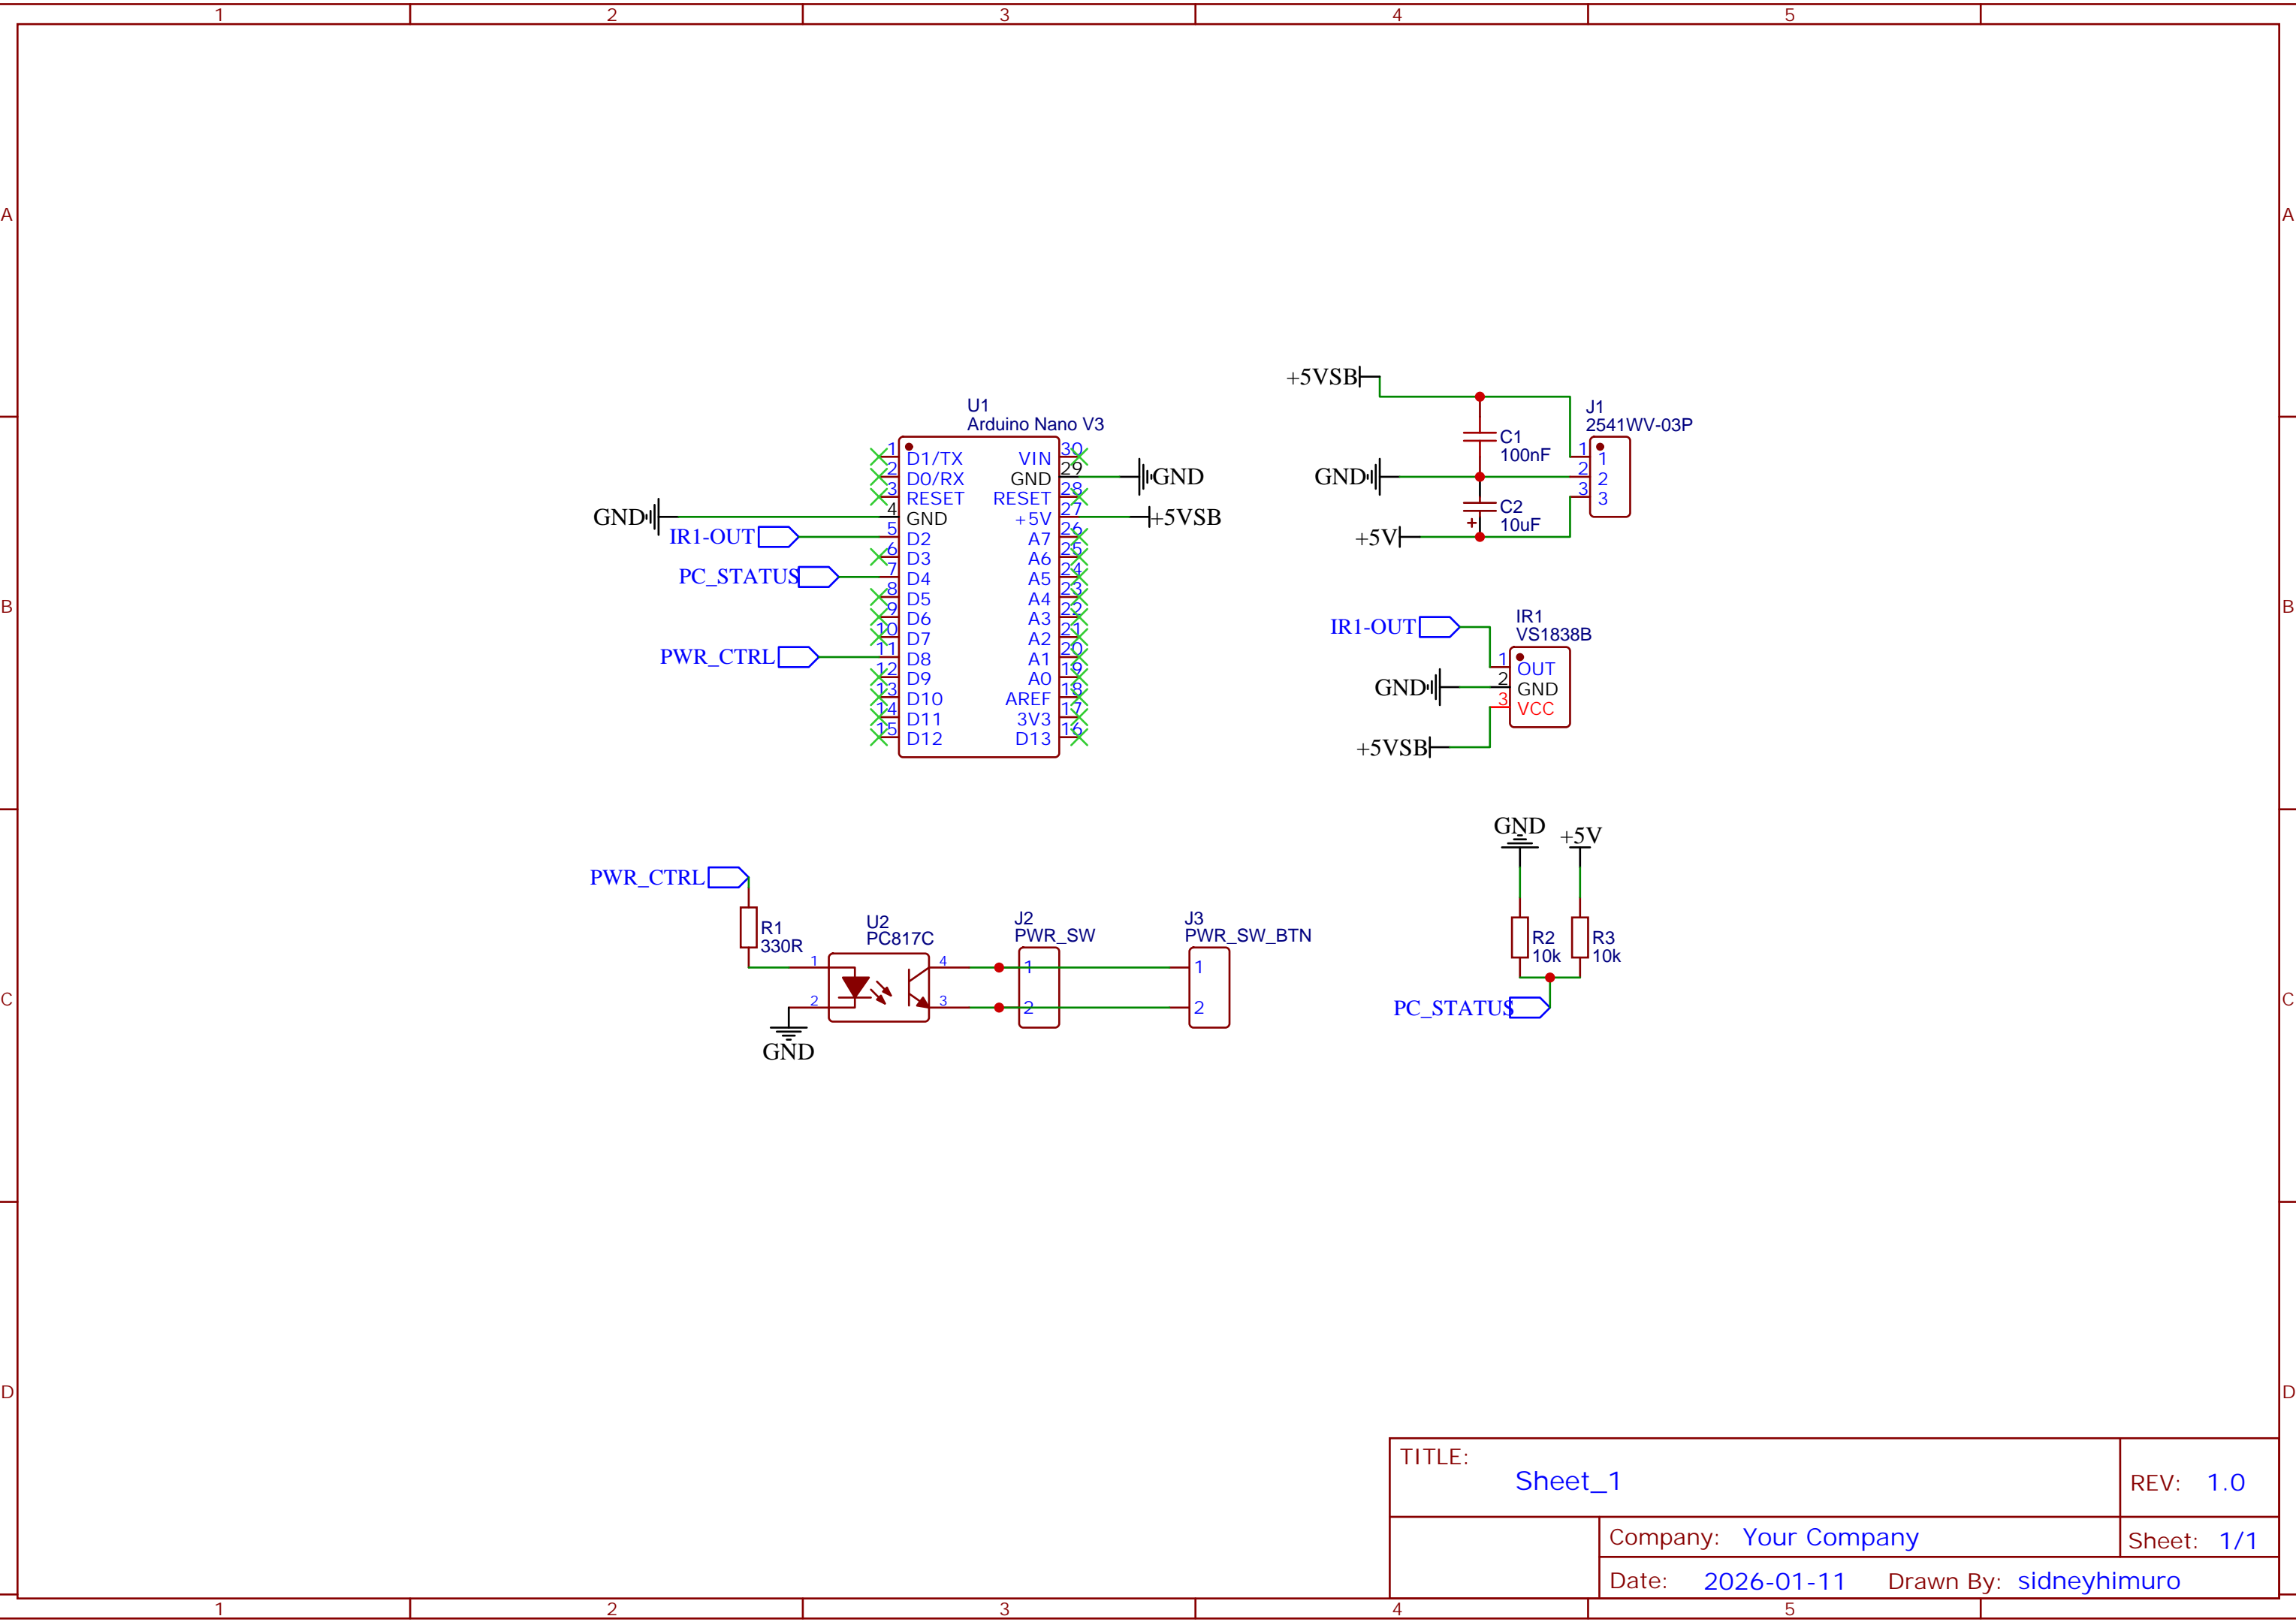 1 2 3 4 5
A A
B B
C C
D D
U1
Arduino Nano V3
1 D1/TX VIN 30
2 D0/RX GND 29 GND
3 RESET RESET 28
GND 4 GND +5V 27 +5VSB
IR1-OUT 5 D2 A7 26
6 D3 A6 25
PC_STATUS 7 D4 A5 24
8 D5 A4 23
9 D6 A3 22
10 D7 A2 21
PWR_CTRL 11 D8 A1 20
12 D9 A0 19
13 D10 AREF 18
14 D11 3V3 17
15 D12 D13 16
+5VSB
J1
2541WV-03P
C1
100nF
GND
C2
10uF
+5V
1 1
2 2
3 3
IR1
VS1838B
IR1-OUT 1 OUT
GND 2 GND
3 VCC
+5VSB
PWR_CTRL
R1
330R
U2
PC817C
1 4
2 3
GND
J2
PWR_SW
1
2
J3
PWR_SW_BTN
1
2
GND +5V
R2
10k
R3
10k
PC_STATUS
TITLE:
Sheet_1
REV: 1.0
Company: Your Company
Sheet: 1/1
Date: 2026-01-11 Drawn By: sidneyhimuro
1 2 3 4 5